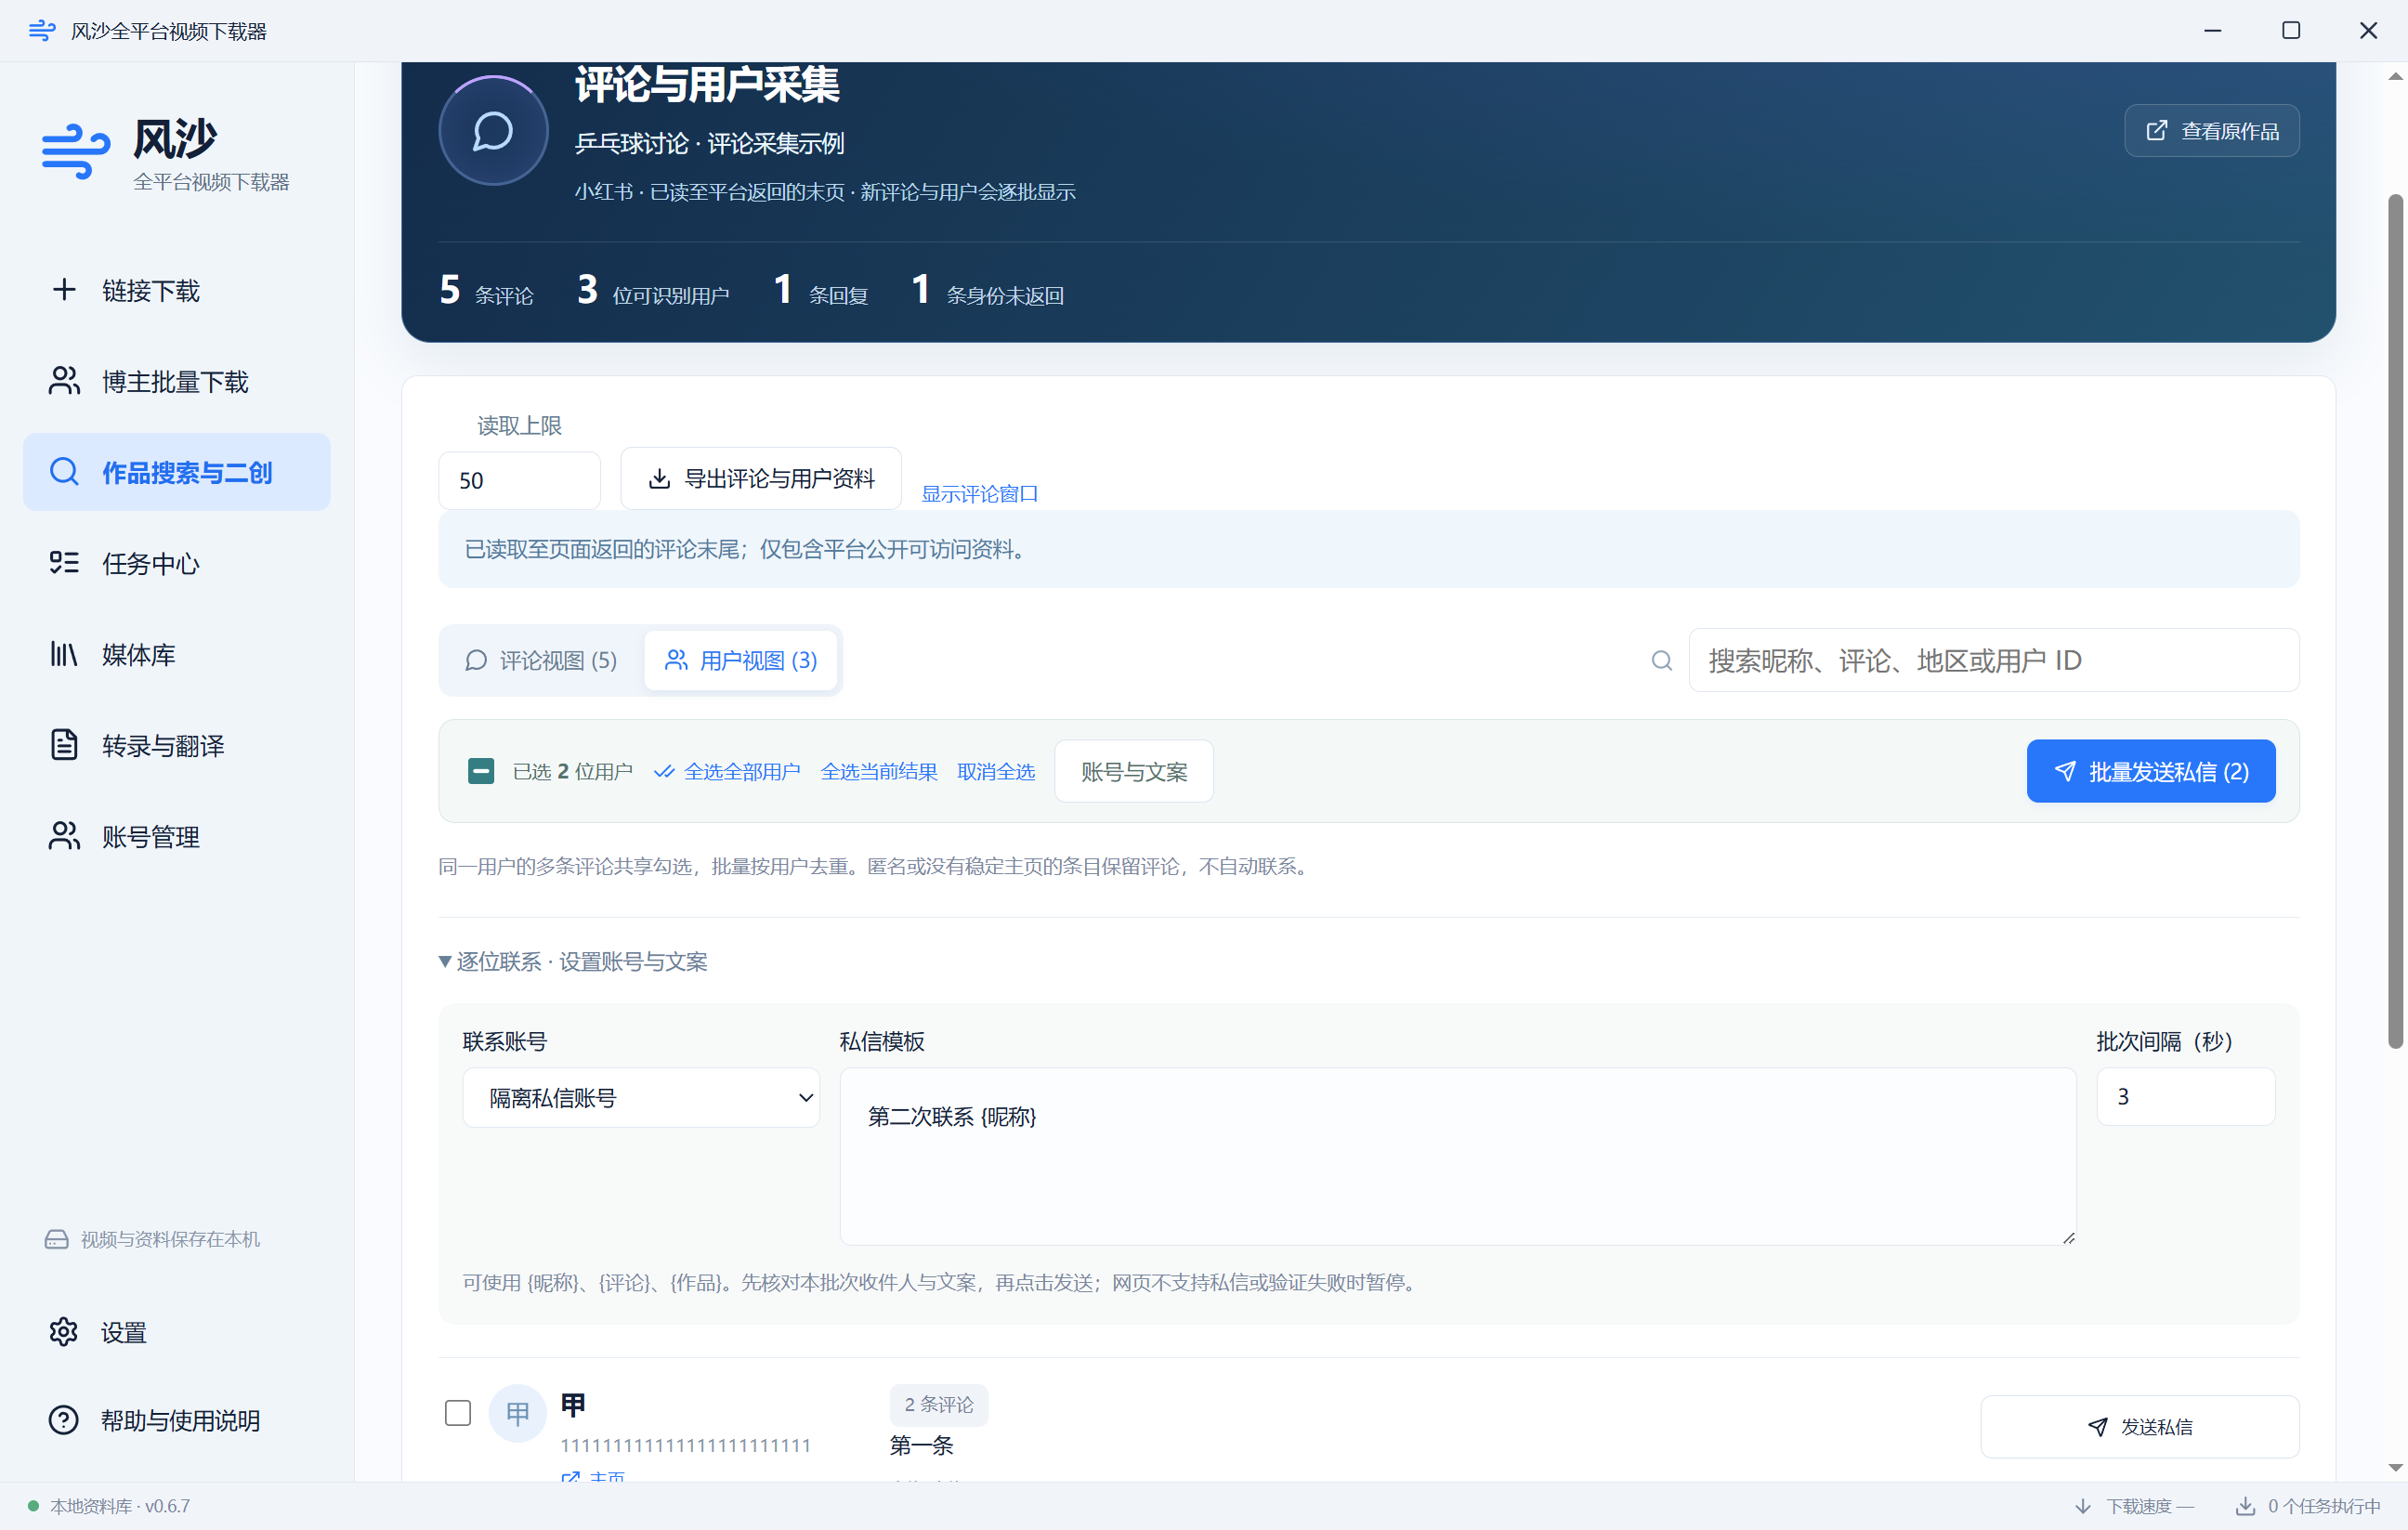 风沙全平台视频下载器
风沙
全平台视频下载器
链接下载
博主批量下载
作品搜索与二创
任务中心
媒体库
转录与翻译
账号管理
视频与资料保存在本机
设置
帮助与使用说明
评论与用户采集
乒乓球讨论 · 评论采集示例
小红书 · 已读至平台返回的末页 · 新评论与用户会逐批显示
查看原作品
5 条评论 3 位可识别用户 1 条回复 1 条身份未返回
读取上限
50
导出评论与用户资料
显示评论窗口
已读取至页面返回的评论末尾；仅包含平台公开可访问资料。
评论视图 (5)
用户视图 (3)
搜索昵称、评论、地区或用户 ID
已选 2 位用户
全选全部用户
全选当前结果
取消全选
账号与文案
批量发送私信 (2)
同一用户的多条评论共享勾选，批量按用户去重。匿名或没有稳定主页的条目保留评论，不自动联系。
逐位联系 · 设置账号与文案
联系账号
私信模板
批次间隔（秒）
隔离私信账号
第二次联系 {昵称}
3
可使用 {昵称}、{评论}、{作品}。先核对本批次收件人与文案，再点击发送；网页不支持私信或验证失败时暂停。
甲
甲
111111111111111111111111
主页
2 条评论
第一条
发送私信
本地资料库 · v0.6.7
下载速度 —
0 个任务执行中